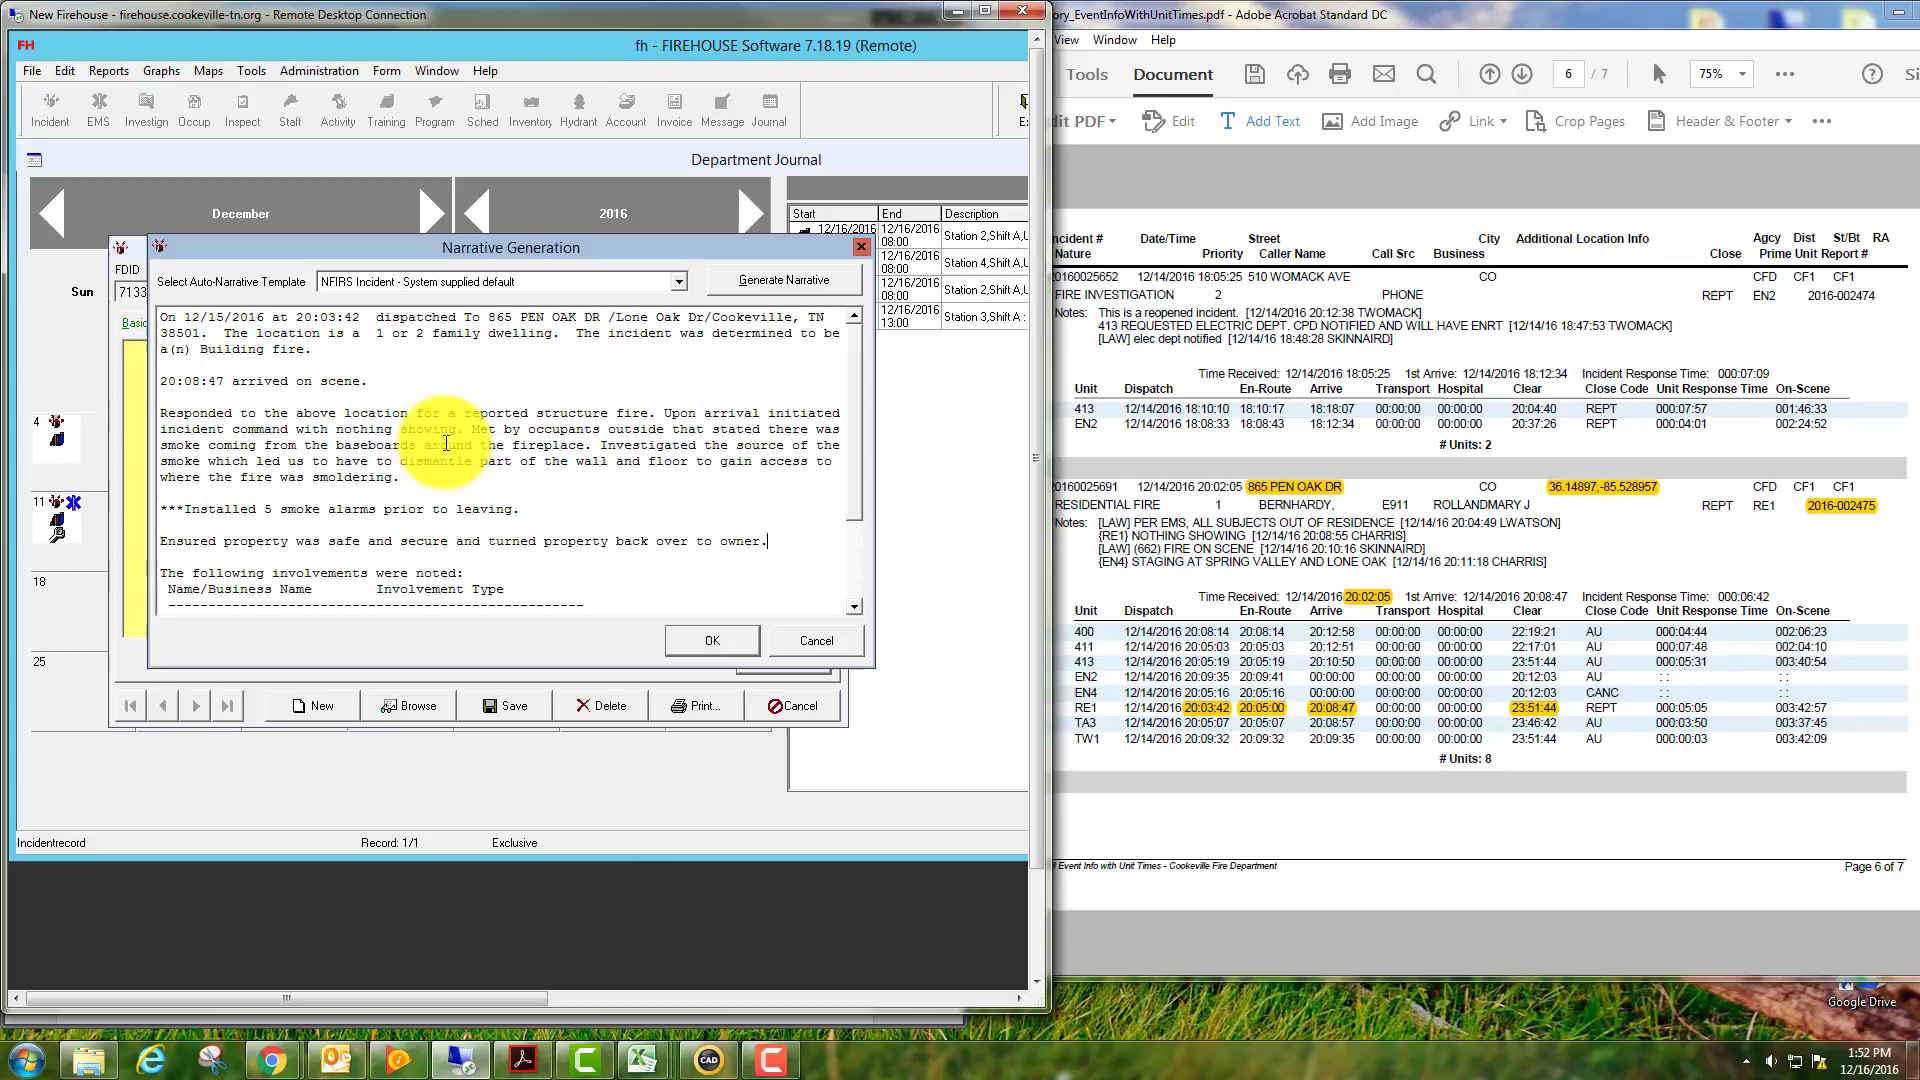 New Firehouse - firehouse.cookeville-tn.org - Remote Desktop Connection
FH
fh - FIREHOUSE Software 7.18.19 (Remote)
File Edit Reports Graphs Maps Tools Administration Form Window Help
Incident EMS Investign Occup Inspect Staff Activity Training Program Sched Inventory Hydrant Account Invoice Message Journal
Department Journal
December 2016
Start End Description
12/16/2016 12/16/2016 08:00 Station 2,Shift A,
12/16/2016 08:00 Station 4,Shift A,
12/16/2016 08:00 Station 2,Shift A,
12/16/2016 13:00 Station 3,Shift A :
FDID
7133
Sun
Basic
4
11
18
25
Narrative Generation
Select Auto-Narrative Template NFIRS Incident - System supplied default Generate Narrative
On 12/15/2016 at 20:03:42 dispatched To 865 PEN OAK DR /Lone Oak Dr/Cookeville, TN
38501. The location is a 1 or 2 family dwelling. The incident was determined to be
a(n) Building fire.
20:08:47 arrived on scene.
Responded to the above location for a reported structure fire. Upon arrival initiated
incident command with nothing showing. Met by occupants outside that stated there was
smoke coming from the baseboards around the fireplace. Investigated the source of the
smoke which led us to have to dismantle part of the wall and floor to gain access to
where the fire was smoldering.
***Installed 5 smoke alarms prior to leaving.
Ensured property was safe and secure and turned property back over to owner.
The following involvements were noted:
Name/Business Name Involvement Type
------------------------------------------------------
OK Cancel
New Browse Save Delete Print... Cancel
Incidentrecord Record: 1/1 Exclusive
ory_EventInfoWithUnitTimes.pdf - Adobe Acrobat Standard DC
View Window Help
Tools Document 6 / 7 75%
dit PDF Edit Add Text Add Image Link Crop Pages Header & Footer
Incident # Date/Time Street City Additional Location Info Agcy Dist St/Bt RA
Nature Priority Caller Name Call Src Business Close Prime Unit Report #
20160025652 12/14/2016 18:05:25 510 WOMACK AVE CO CFD CF1 CF1
FIRE INVESTIGATION 2 PHONE REPT EN2 2016-002474
Notes: This is a reopened incident. [12/14/16 20:12:38 TWOMACK]
413 REQUESTED ELECTRIC DEPT. CPD NOTIFIED AND WILL HAVE ENRT [12/14/16 18:47:53 TWOMACK]
[LAW] elec dept notified [12/14/16 18:48:28 SKINNAIRD]
Time Received: 12/14/2016 18:05:25 1st Arrive: 12/14/2016 18:12:34 Incident Response Time: 000:07:09
Unit Dispatch En-Route Arrive Transport Hospital Clear Close Code Unit Response Time On-Scene
413 12/14/2016 18:10:10 18:10:17 18:18:07 00:00:00 00:00:00 20:04:40 REPT 000:07:57 001:46:33
EN2 12/14/2016 18:08:33 18:08:43 18:12:34 00:00:00 00:00:00 20:37:26 REPT 000:04:01 002:24:52
# Units: 2
20160025691 12/14/2016 20:02:05 865 PEN OAK DR CO 36.14897,-85.528957 CFD CF1 CF1
RESIDENTIAL FIRE 1 BERNHARDY, E911 ROLLANDMARY J REPT RE1 2016-002475
Notes: [LAW] PER EMS, ALL SUBJECTS OUT OF RESIDENCE [12/14/16 20:04:49 LWATSON]
{RE1} NOTHING SHOWING [12/14/16 20:08:55 CHARRIS]
[LAW] (662) FIRE ON SCENE [12/14/16 20:10:16 SKINNAIRD]
{EN4} STAGING AT SPRING VALLEY AND LONE OAK [12/14/16 20:11:18 CHARRIS]
Time Received: 12/14/2016 20:02:05 1st Arrive: 12/14/2016 20:08:47 Incident Response Time: 000:06:42
Unit Dispatch En-Route Arrive Transport Hospital Clear Close Code Unit Response Time On-Scene
400 12/14/2016 20:08:14 20:08:14 20:12:58 00:00:00 00:00:00 22:19:21 AU 000:04:44 002:06:23
411 12/14/2016 20:05:03 20:05:03 20:12:51 00:00:00 00:00:00 22:17:01 AU 000:07:48 002:04:10
413 12/14/2016 20:05:19 20:05:19 20:10:50 00:00:00 00:00:00 23:51:44 AU 000:05:31 003:40:54
EN2 12/14/2016 20:09:35 20:09:41 00:00:00 00:00:00 00:00:00 20:12:03 AU : : : :
EN4 12/14/2016 20:05:16 20:05:16 00:00:00 00:00:00 00:00:00 20:12:03 CANC : : : :
RE1 12/14/2016 20:03:42 20:05:00 20:08:47 00:00:00 00:00:00 23:51:44 REPT 000:05:05 003:42:57
TA3 12/14/2016 20:05:07 20:05:07 20:08:57 00:00:00 00:00:00 23:46:42 AU 000:03:50 003:37:45
TW1 12/14/2016 20:09:32 20:09:32 20:09:35 00:00:00 00:00:00 23:51:44 AU 000:00:03 003:42:09
# Units: 8
Event Info with Unit Times - Cookeville Fire Department Page 6 of 7
Google Drive
CAD
1:52 PM
12/16/2016